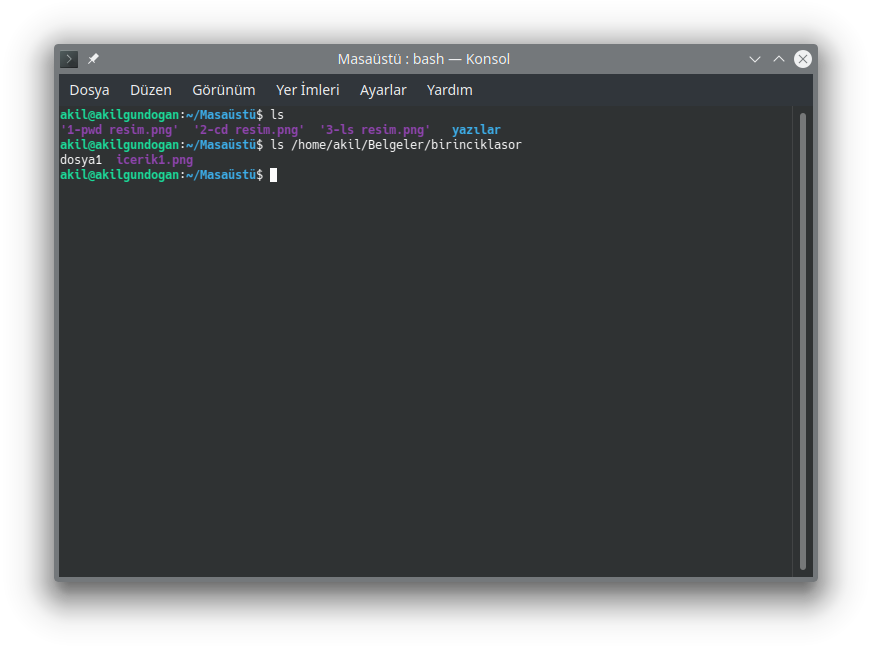 Masaüstü : bash — Konsol
Dosya Düzen Görünüm Yer İmleri Ayarlar Yardım
akil@akilgundogan:~/Masaüstü$ ls
'1-pwd resim.png' '2-cd resim.png' '3-ls resim.png' yazılar
akil@akilgundogan:~/Masaüstü$ ls /home/akil/Belgeler/birinciklasor
dosya1 icerik1.png
akil@akilgundogan:~/Masaüstü$